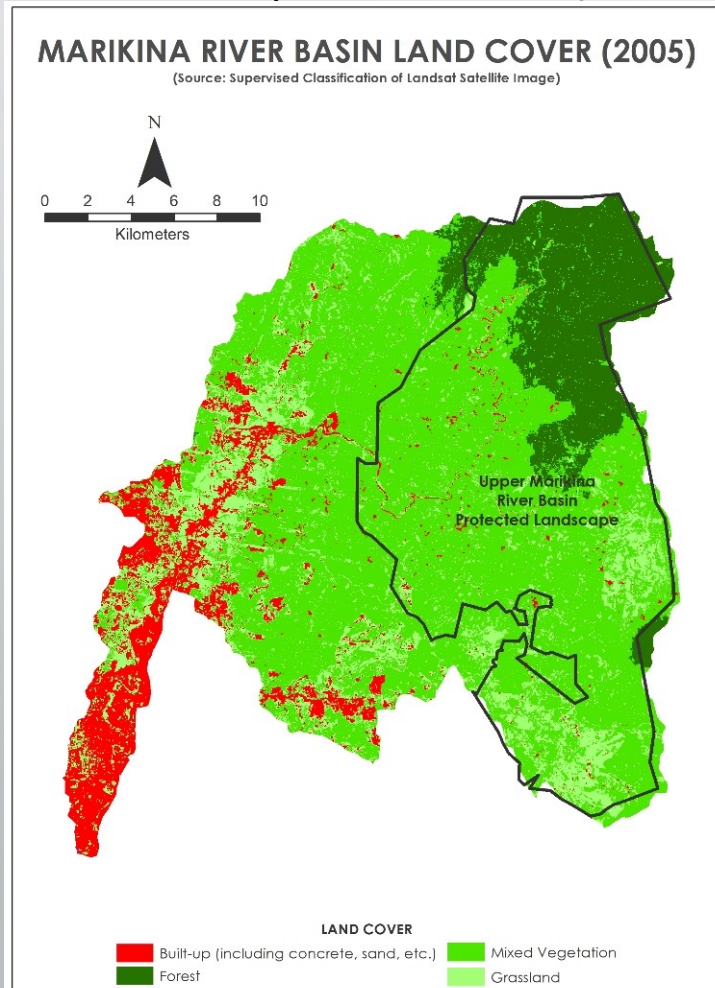 MARIKINA RIVER BASIN LAND COVER (2005)
(Source: Supervised Classification of Landsat Satellite Image)
N
0 2 4 6 8 10
Kilometers
Upper Marikina
River Basin
Protected Landscape
LAND COVER
Built-up (including concrete, sand, etc.)
Mixed Vegetation
Forest
Grassland